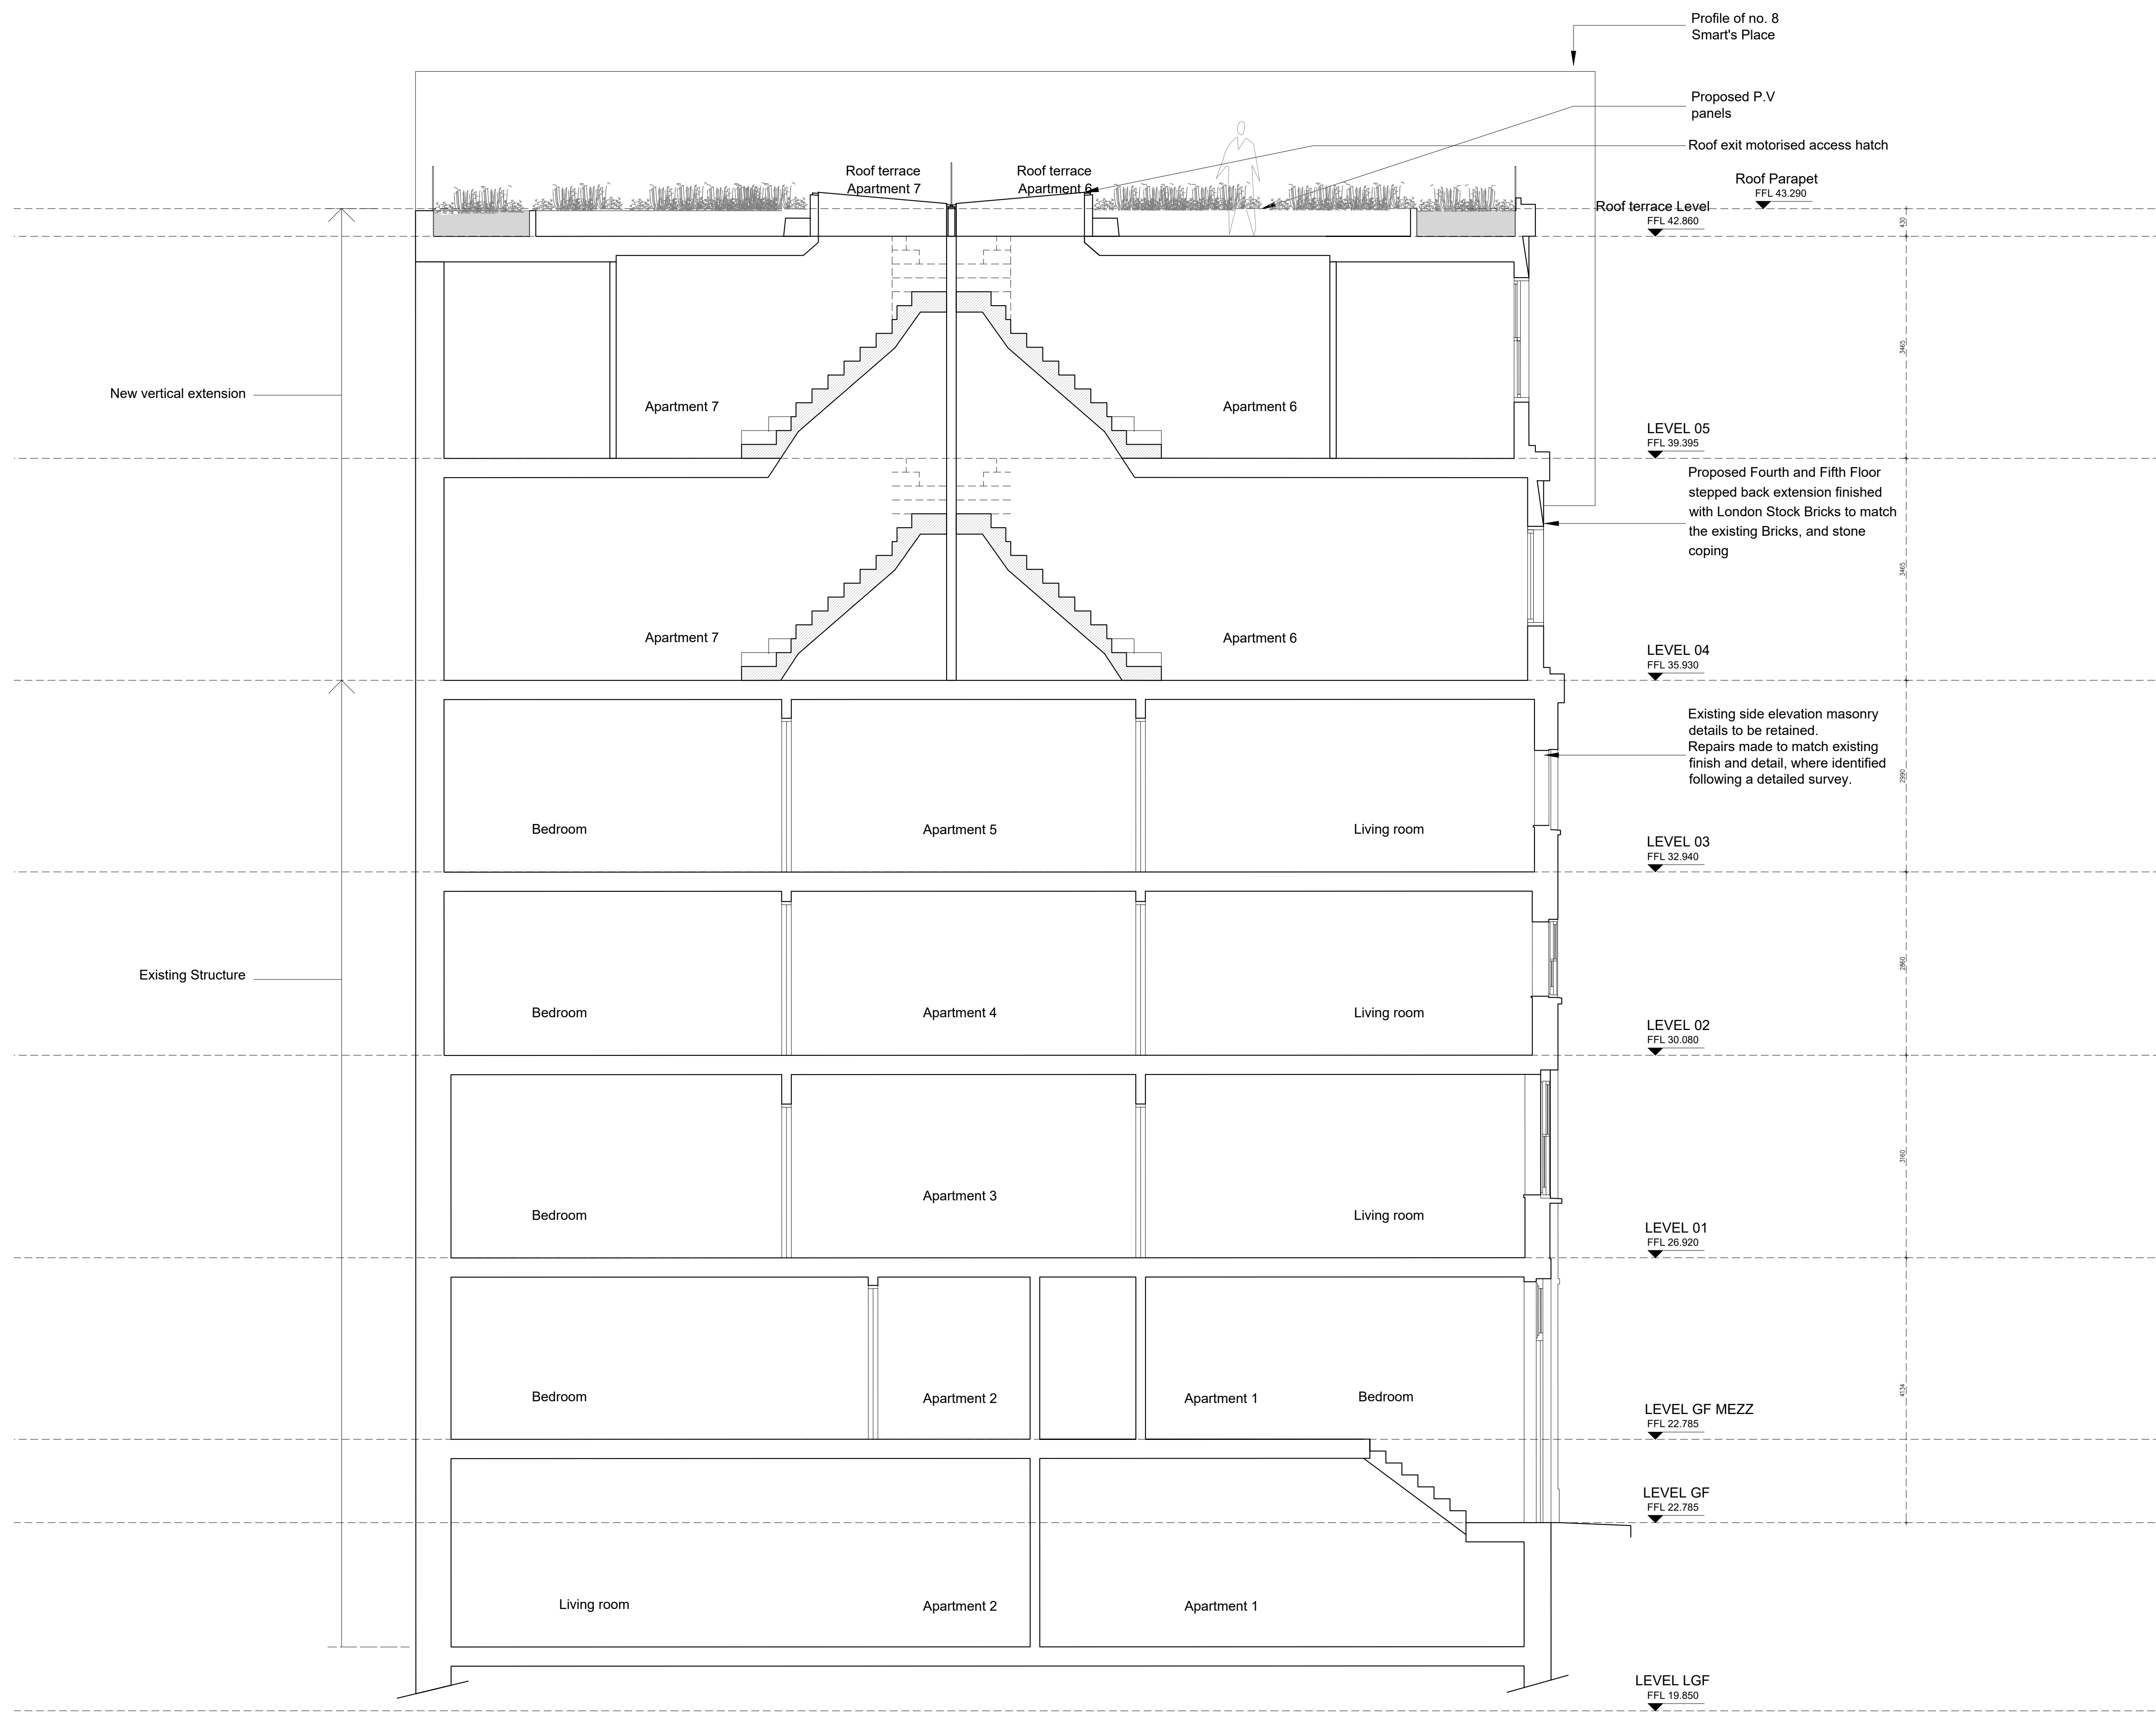 Profile of no. 8
Smart's Place
Proposed P.V
panels
Roof exit motorised access hatch
Roof terrace
Apartment 7
Roof terrace
Apartment 6
Roof Parapet
FFL 43.290
Roof terrace Level
FFL 42.860
430
3465
New vertical extension
Apartment 7
Apartment 6
LEVEL 05
FFL 39.395
Proposed Fourth and Fifth Floor
stepped back extension finished
with London Stock Bricks to match
the existing Bricks, and stone
coping
3465
Apartment 7
Apartment 6
LEVEL 04
FFL 35.930
Existing side elevation masonry
details to be retained.
Repairs made to match existing
finish and detail, where identified
following a detailed survey.
2990
Bedroom
Apartment 5
Living room
LEVEL 03
FFL 32.940
Existing Structure
2860
Bedroom
Apartment 4
Living room
LEVEL 02
FFL 30.080
3160
Apartment 3
Bedroom
Living room
LEVEL 01
FFL 26.920
4134
Bedroom
Apartment 2
Apartment 1
Bedroom
LEVEL GF MEZZ
FFL 22.785
LEVEL GF
FFL 22.785
Living room
Apartment 2
Apartment 1
LEVEL LGF
FFL 19.850